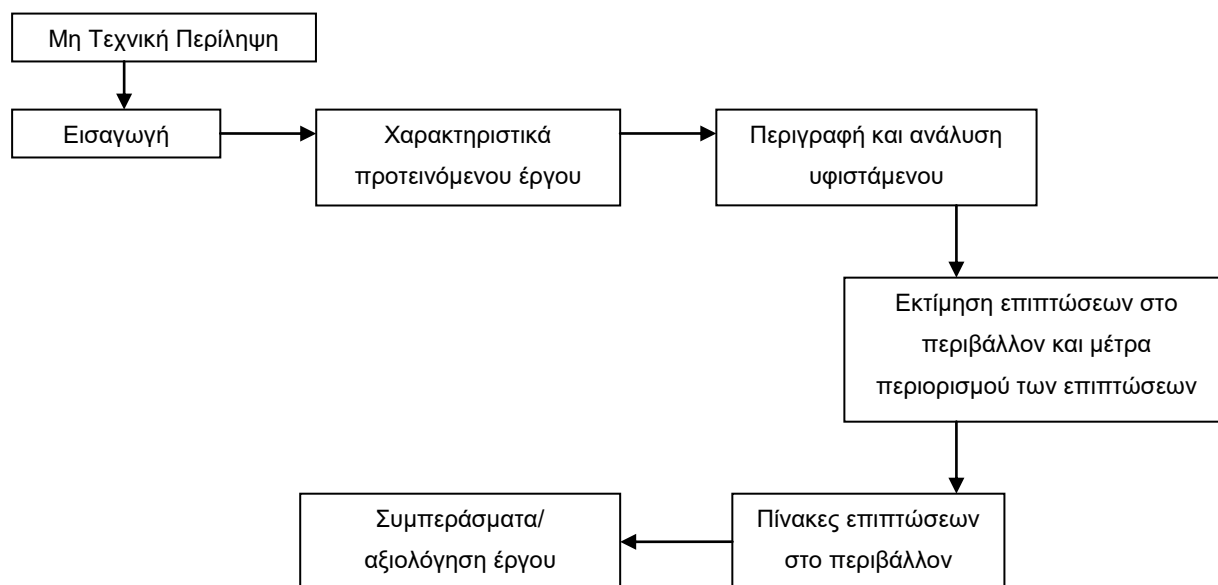 Μη Τεχνική Περίληψη
Εισαγωγή
Χαρακτηριστικά
προτεινόμενου έργου
Περιγραφή και ανάλυση
υφιστάμενου
Εκτίμηση επιπτώσεων στο
περιβάλλον και μέτρα
περιορισμού των επιπτώσεων
Πίνακες επιπτώσεων
στο περιβάλλον
Συμπεράσματα/
αξιολόγηση έργου